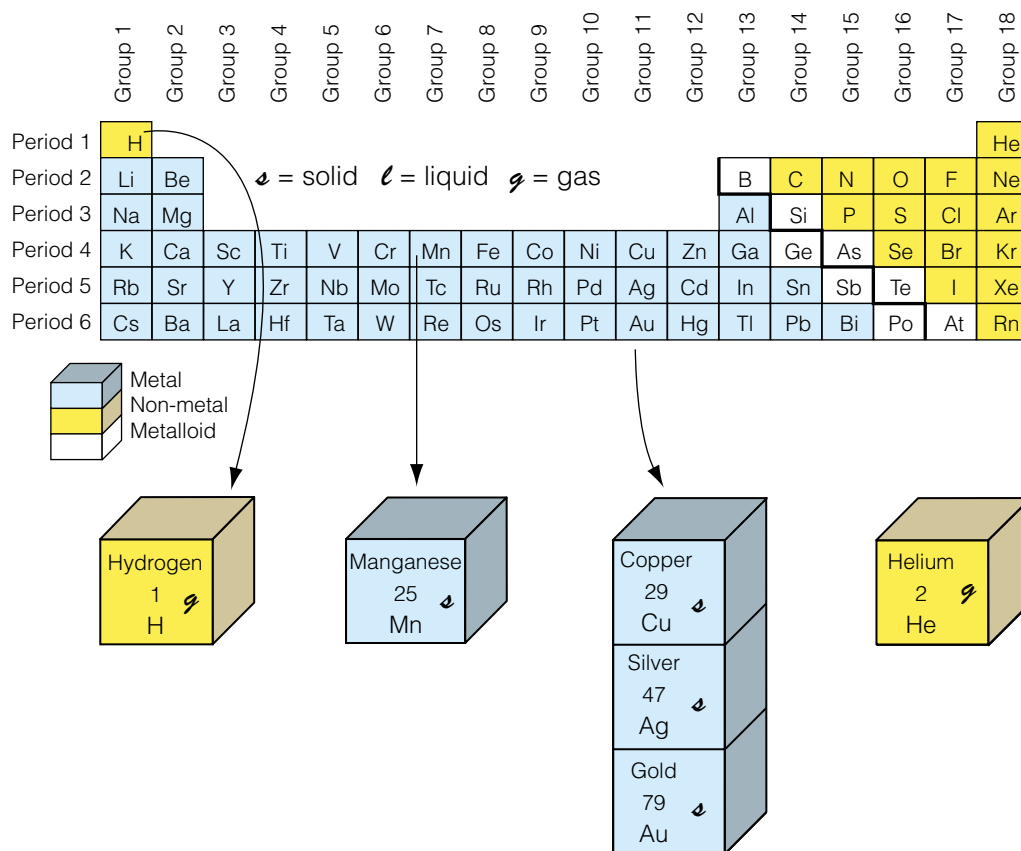 Group 1 Group 2 Group 3 Group 4 Group 5 Group 6 Group 7 Group 8 Group 9 Group 10 Group 11 Group 12 Group 13 Group 14 Group 15 Group 16 Group 17 Group 18
Period 1 H He
Period 2 Li Be s = solid l = liquid g = gas B C N O F Ne
Period 3 Na Mg Al Si P S Cl Ar
Period 4 K Ca Sc Ti V Cr Mn Fe Co Ni Cu Zn Ga Ge As Se Br Kr
Period 5 Rb Sr Y Zr Nb Mo Tc Ru Rh Pd Ag Cd In Sn Sb Te I Xe
Period 6 Cs Ba La Hf Ta W Re Os Ir Pt Au Hg Tl Pb Bi Po At Rn
Metal
Non-metal
Metalloid
Hydrogen
1 g
H
Manganese
25 s
Mn
Copper
29 s
Cu
Silver
47 s
Ag
Gold
79 s
Au
Helium
2 g
He